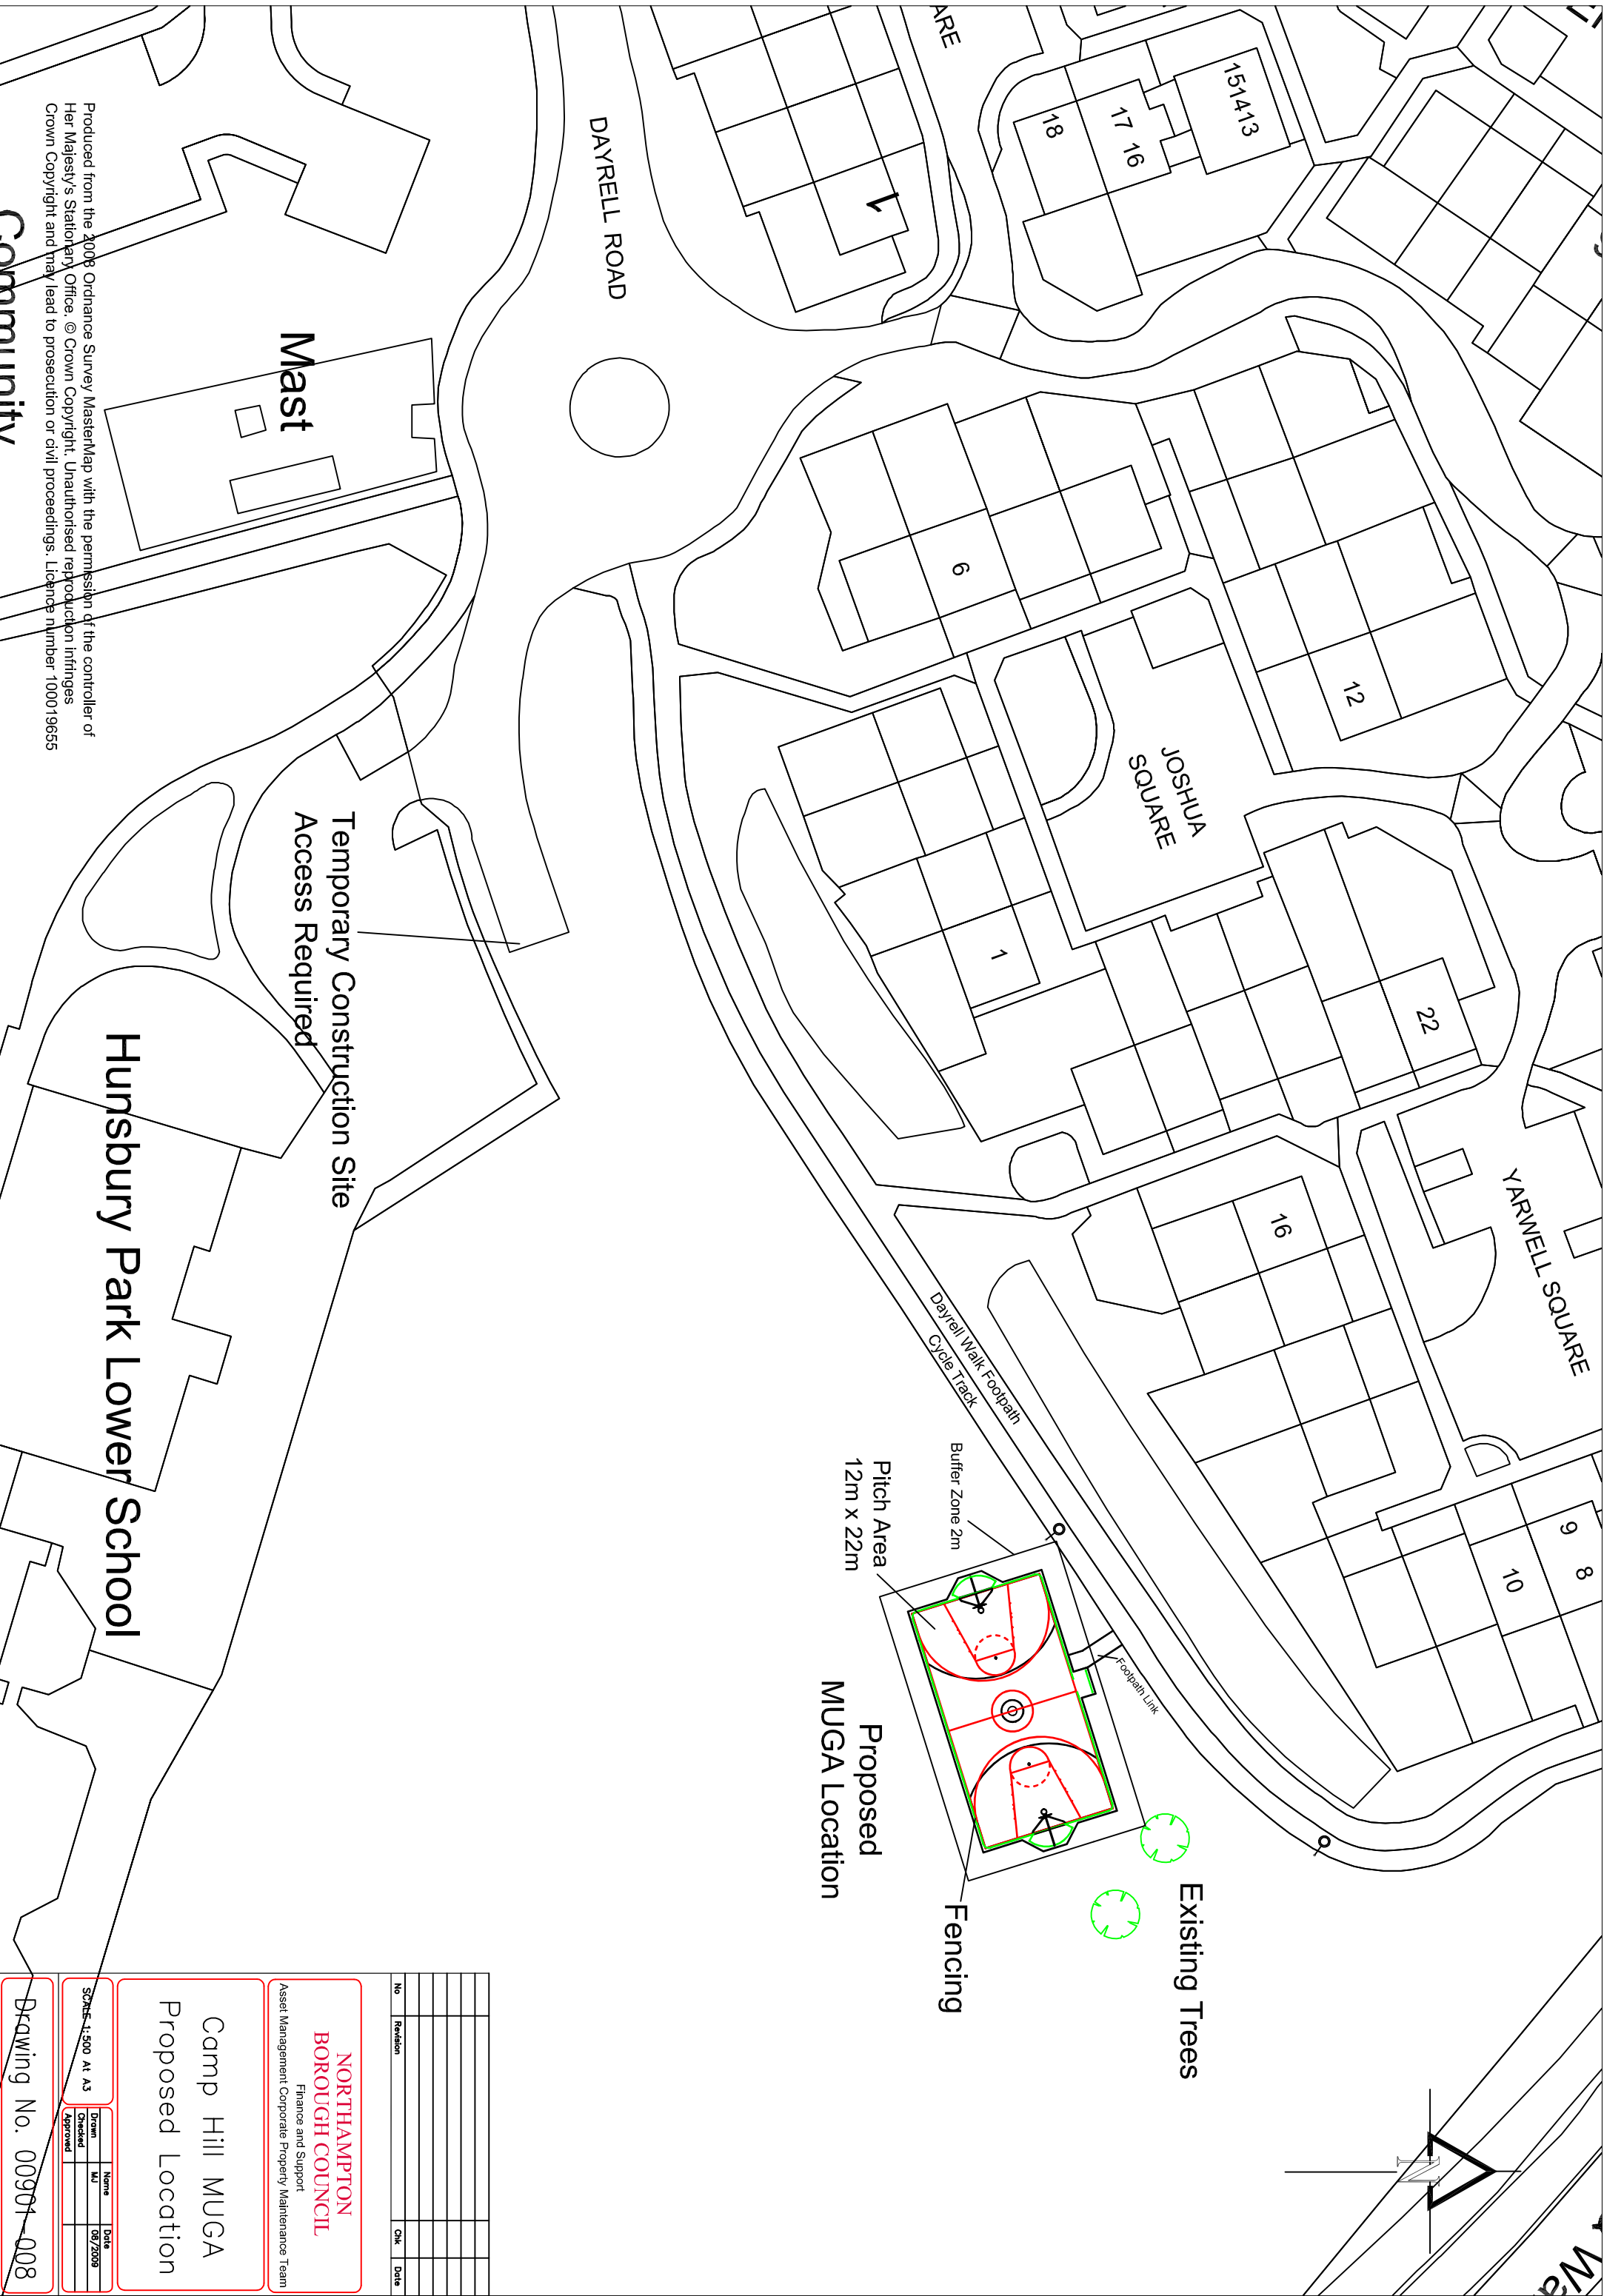 DAYRELL ROAD
ARE
151413
17 16
18
1
Mast
Community
Produced from the 2008 Ordnance Survey MasterMap with the permission of the controller of
Her Majesty's Stationary Office. © Crown Copyright. Unauthorised reproduction infringes
Crown Copyright and may lead to prosecution or civil proceedings. Licence number 100019655
6
12
JOSHUA
SQUARE
1
22
16
YARWELL SQUARE
9
8
10
Temporary Construction Site
Access Required
Hunsbury Park Lower School
Dayrell Walk Footpath
Cycle Track
Buffer Zone 2m
Pitch Area
12m x 22m
Footpath Link
Proposed
MUGA Location
Fencing
Existing Trees
N
No
Revision
Chk
Date
NORTHAMPTON
BOROUGH COUNCIL
Finance and Support
Asset Management Corporate Property Maintenance Team
Camp Hill MUGA
Proposed Location
SCALE 1:500 At A3
Name
Date
Drawn
MJ
08/2009
Checked
Approved
Drawing No. 00901-008